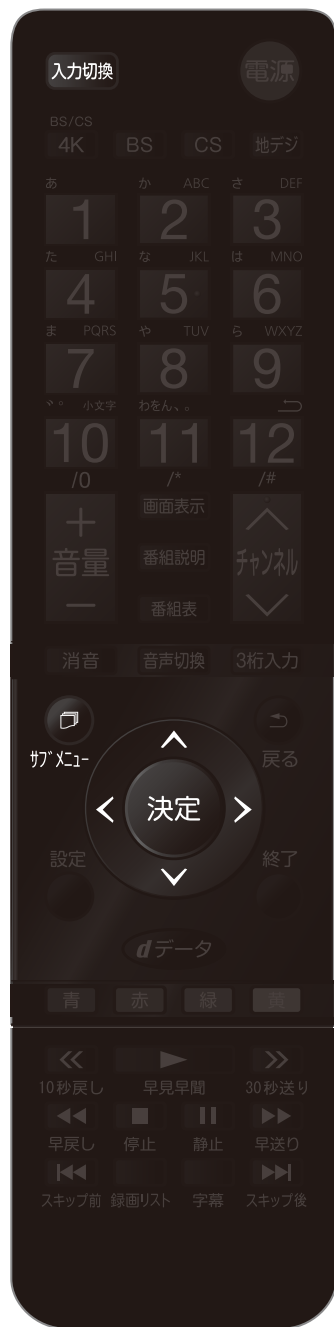 入力切換 電源
BS/CS
4K BS CS 地デジ
あ か ABC さ DEF
1 2 3
た GHI な JKL は MNO
4 5 6
ま PQRS や TUV ら WXYZ
7 8 9
゛゜ 小文字 わをん、。
10 11 12
/0 /* /#
画面表示
＋ 音量 − 番組説明 チャンネル
番組表
消音 音声切換 3桁入力
サブメニュー 戻る
決定
設定 終了
dデータ
青 赤 緑 黄
10秒戻し 早見早聞 30秒送り
早戻し 停止 静止 早送り
スキップ前 録画リスト 字幕 スキップ後